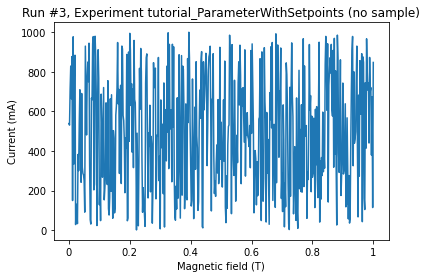 Run #3, Experiment tutorial_ParameterWithSetpoints (no sample)
1000
800
600
400
200
0
Current (mA)
0 0.2 0.4 0.6 0.8 1
Magnetic field (T)